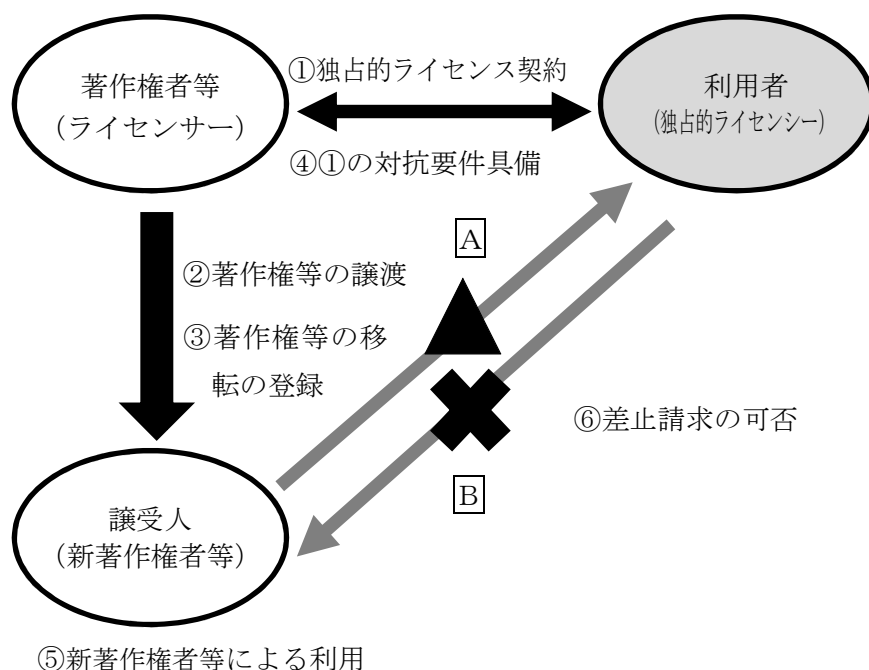 著作権者等
（ライセンサー）
①独占的ライセンス契約
利用者
（独占的ライセンシー）
④①の対抗要件具備
A
②著作権等の譲渡
③著作権等の移
転の登録
⑥差止請求の可否
B
譲受人
（新著作権者等）
⑤新著作権者等による利用